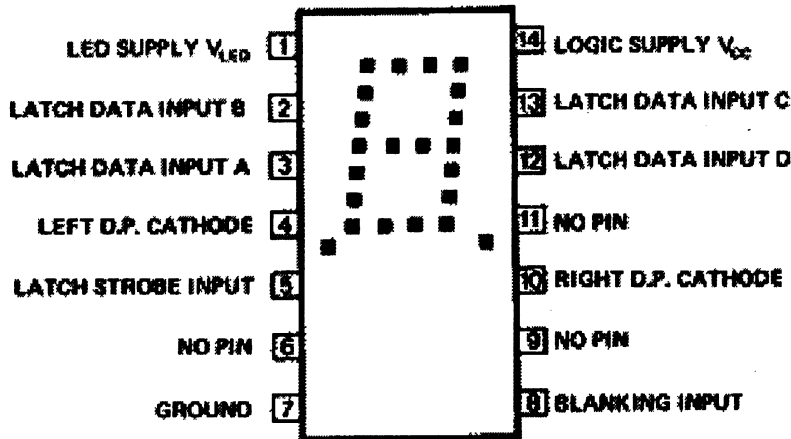 LED SUPPLY VLED 1
14 LOGIC SUPPLY VCC
LATCH DATA INPUT B 2
13 LATCH DATA INPUT C
LATCH DATA INPUT A 3
12 LATCH DATA INPUT D
LEFT D.P. CATHODE 4
11 NO PIN
LATCH STROBE INPUT 5
10 RIGHT D.P. CATHODE
NO PIN 6
9 NO PIN
GROUND 7
8 BLANKING INPUT